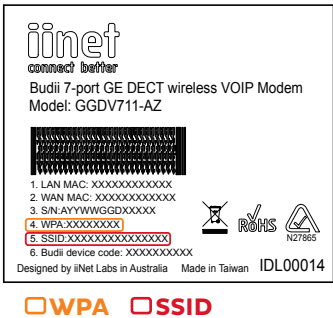 iinet
connect better
Budii 7-port GE DECT wireless VOIP Modem
Model: GGDV711-AZ
1. LAN MAC: XXXXXXXXXXXX
2. WAN MAC: XXXXXXXXXXXX
3. S/N:AYYWWGGDXXXXX
4. WPA:XXXXXXXX
5. SSID:XXXXXXXXXXXXXXX
6. Budii device code: XXXXXXXXXX
RoHS
N27865
Designed by iiNet Labs in Australia Made in Taiwan IDL00014
WPA SSID